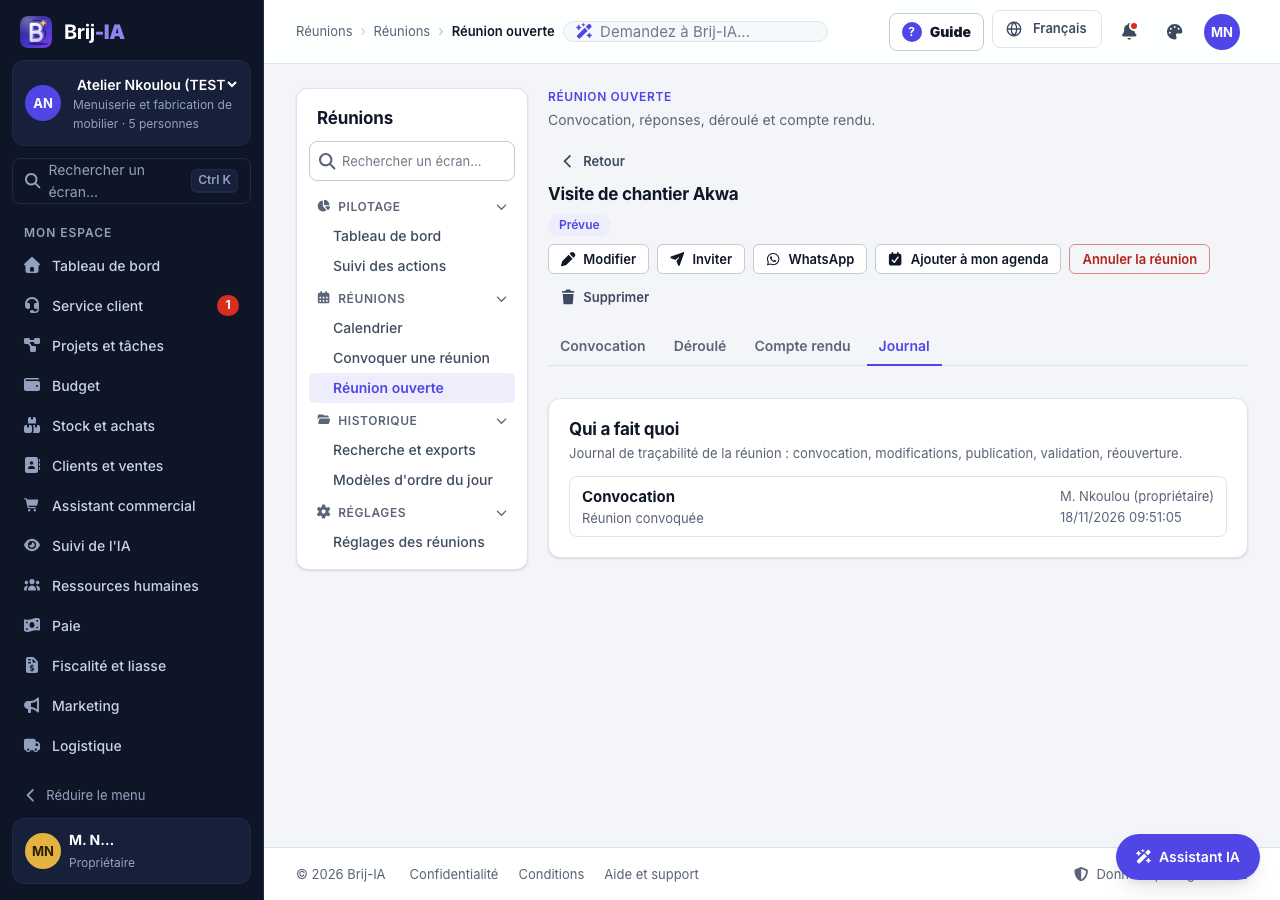 Brij-IA
AN
Atelier Nkoulou (TEST
Menuiserie et fabrication de
mobilier · 5 personnes
Rechercher un
écran...
Ctrl K
MON ESPACE
Tableau de bord
Service client
1
Projets et tâches
Budget
Stock et achats
Clients et ventes
Assistant commercial
Suivi de l'IA
Ressources humaines
Paie
Fiscalité et liasse
Marketing
Logistique
Réduire le menu
MN
M. N...
Propriétaire
Réunions › Réunions › Réunion ouverte
Demandez à Brij-IA...
? Guide
Français
MN
Réunions
Rechercher un écran...
PILOTAGE
Tableau de bord
Suivi des actions
RÉUNIONS
Calendrier
Convoquer une réunion
Réunion ouverte
HISTORIQUE
Recherche et exports
Modèles d'ordre du jour
RÉGLAGES
Réglages des réunions
RÉUNION OUVERTE
Convocation, réponses, déroulé et compte rendu.
Retour
Visite de chantier Akwa
Prévue
Modifier
Inviter
WhatsApp
Ajouter à mon agenda
Annuler la réunion
Supprimer
Convocation
Déroulé
Compte rendu
Journal
Qui a fait quoi
Journal de traçabilité de la réunion : convocation, modifications, publication, validation, réouverture.
Convocation
Réunion convoquée
M. Nkoulou (propriétaire)
18/11/2026 09:51:05
© 2026 Brij-IA
Confidentialité
Conditions
Aide et support
Assistant IA